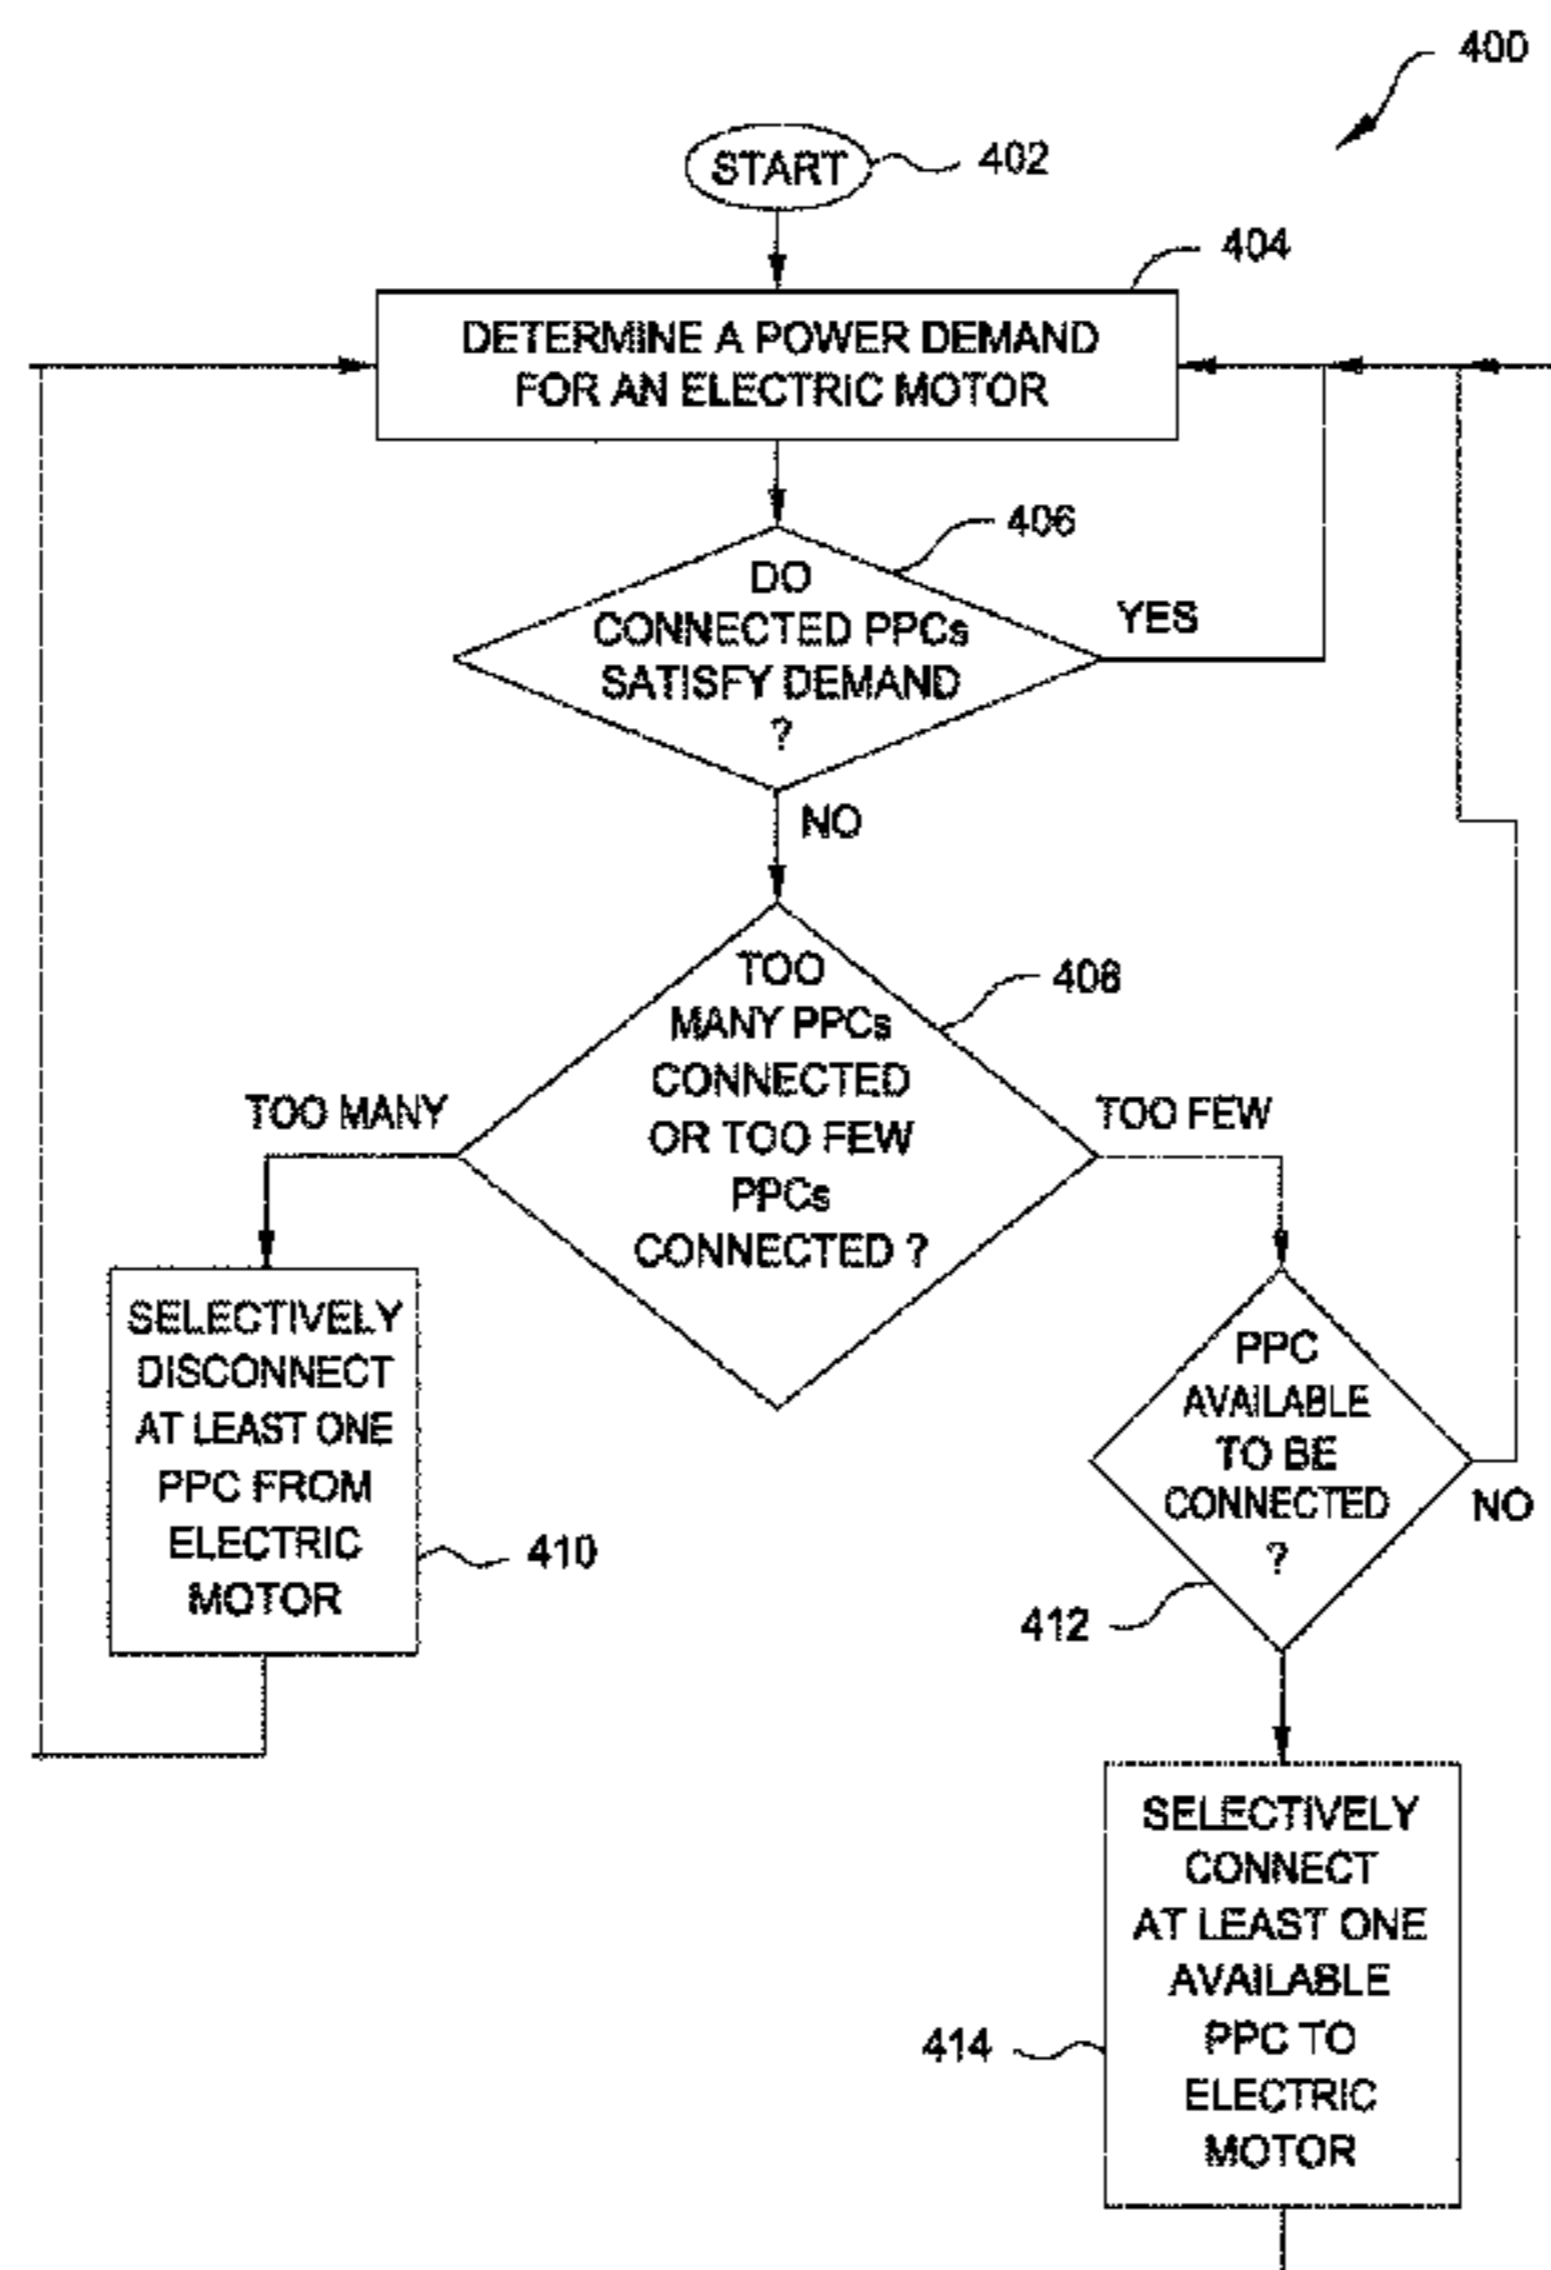 400
START
402
404
DETERMINE A POWER DEMAND
FOR AN ELECTRIC MOTOR
406
DO
CONNECTED PPCs
SATISFY DEMAND
?
YES
NO
TOO
MANY PPCs
CONNECTED
OR TOO FEW
PPCs
CONNECTED ?
408
TOO MANY
TOO FEW
SELECTIVELY
DISCONNECT
AT LEAST ONE
PPC FROM
ELECTRIC
MOTOR
410
PPC
AVAILABLE
TO BE
CONNECTED
?
NO
412
SELECTIVELY
CONNECT
AT LEAST ONE
AVAILABLE
PPC TO
ELECTRIC
MOTOR
414